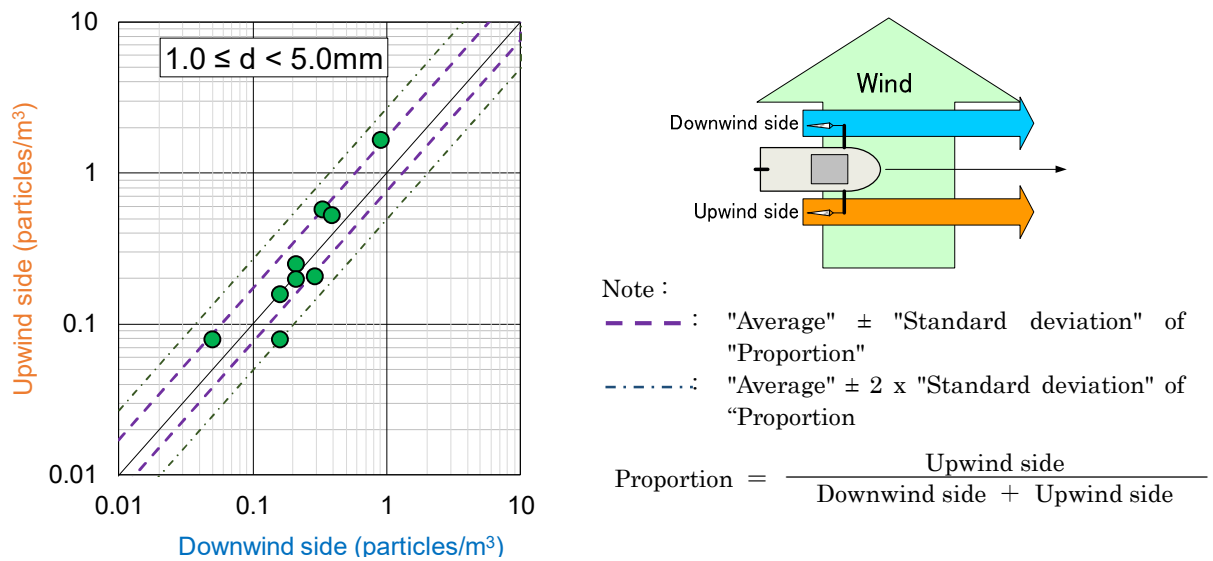 10
1
0.1
0.01
0.01
0.1
1
10
1.0 ≤ d < 5.0mm
Upwind side (particles/m³)
Downwind side (particles/m³)
Wind
Downwind side
Upwind side
Note :
: "Average" ± "Standard deviation" of
"Proportion"
: "Average" ± 2 x "Standard deviation" of
“Proportion
Proportion = Upwind side
Downwind side + Upwind side